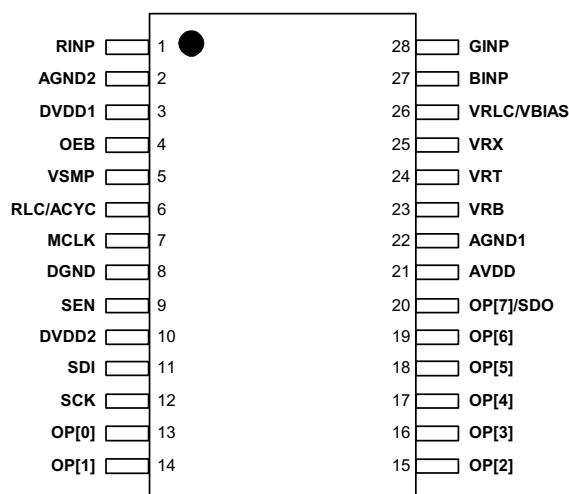 RINP 1 28 GINP
AGND2 2 27 BINP
DVDD1 3 26 VRLC/VBIAS
OEB 4 25 VRX
VSMP 5 24 VRT
RLC/ACYC 6 23 VRB
MCLK 7 22 AGND1
DGND 8 21 AVDD
SEN 9 20 OP[7]/SDO
DVDD2 10 19 OP[6]
SDI 11 18 OP[5]
SCK 12 17 OP[4]
OP[0] 13 16 OP[3]
OP[1] 14 15 OP[2]